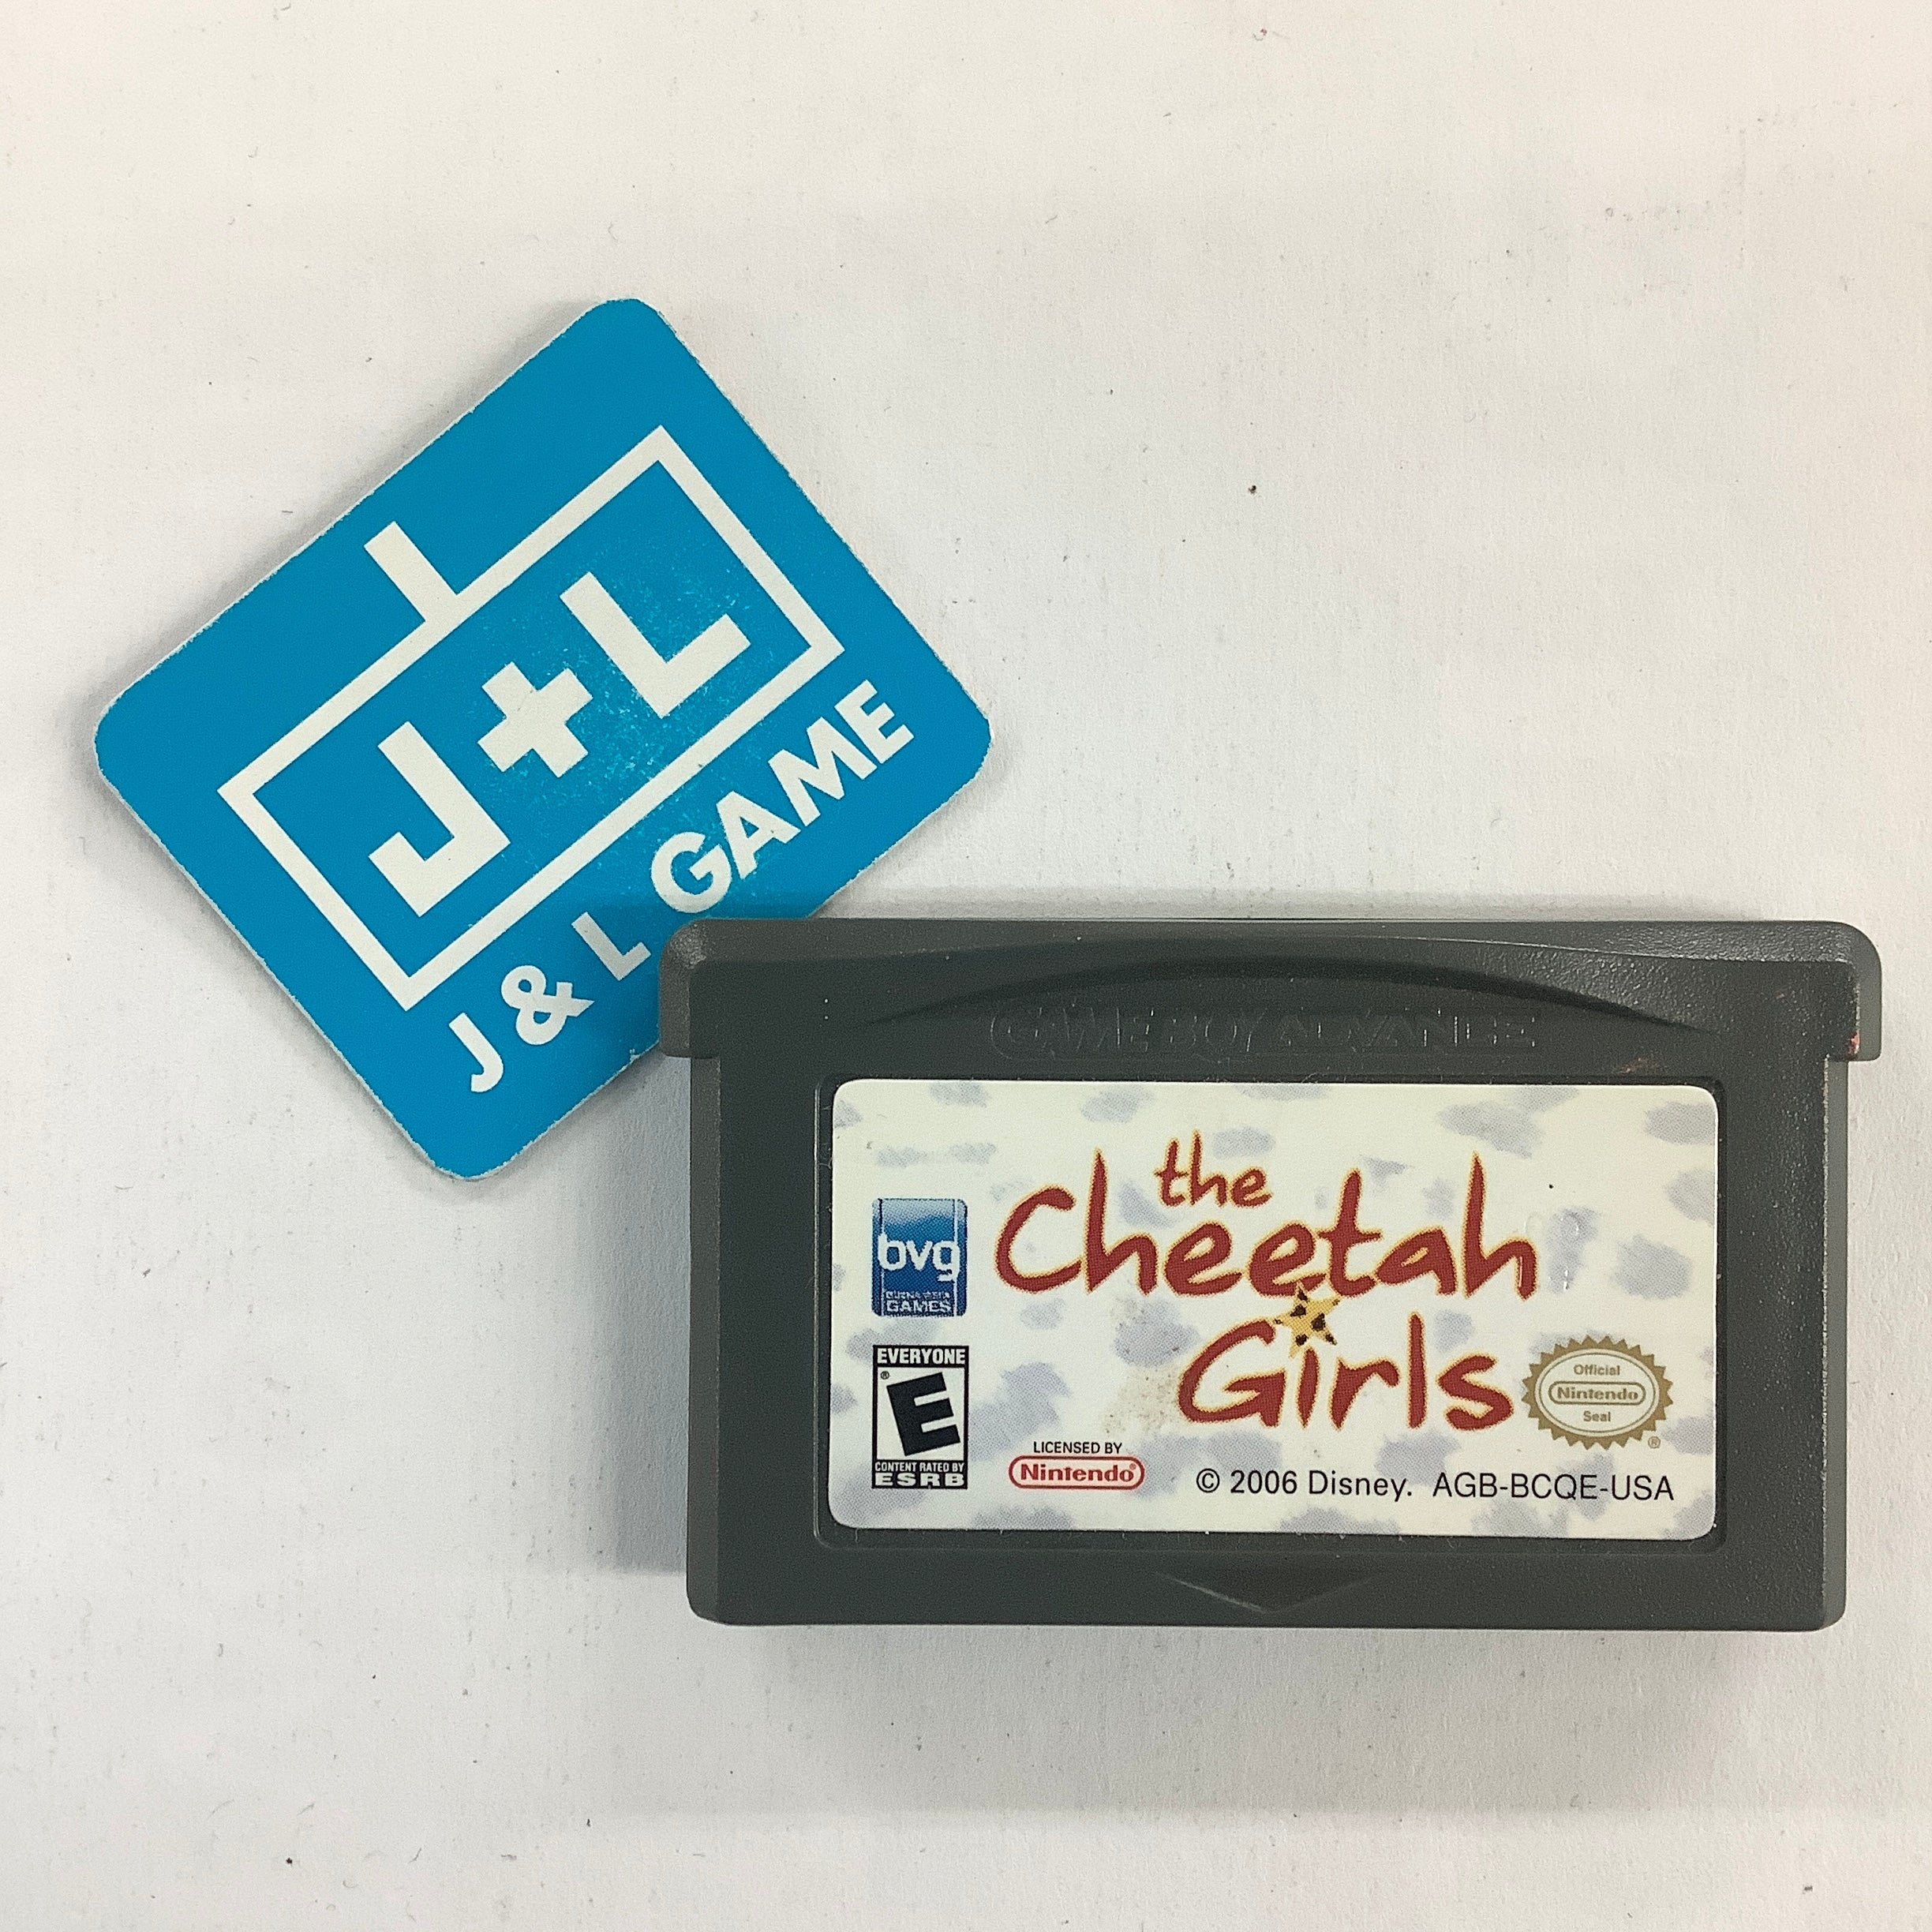 J+L
J & L GAME
GAME BOY ADVANCE
the
Cheetah
Girls
bvg
BUENA VISTA
GAMES
EVERYONE
E
®
CONTENT RATED BY
ESRB
LICENSED BY
Nintendo®
© 2006 Disney. AGB-BCQE-USA
Official
Nintendo
Seal
®